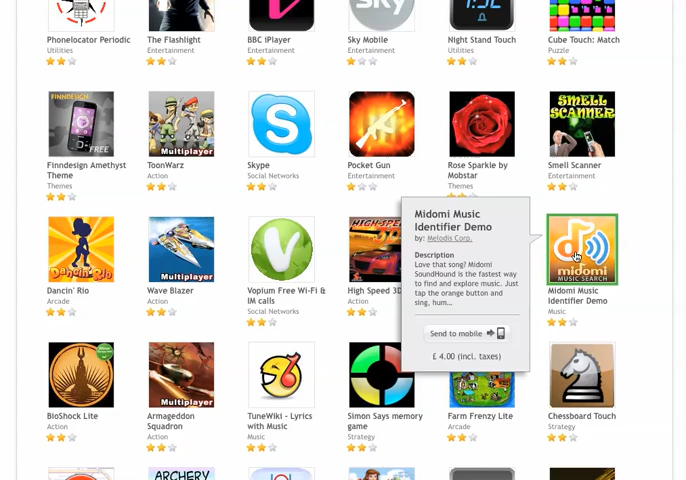 Phonelocator Periodic
Utilities
The Flashlight
Entertainment
BBC iPlayer
Entertainment
sky
Sky Mobile
Entertainment
Night Stand Touch
Utilities
Cube Touch: Match
Puzzle
FINNDESIGN
FREE
Finndesign Amethyst
Theme
Themes
Multiplayer
ToonWarz
Action
S
Skype
Social Networks
Pocket Gun
Entertainment
Rose Sparkle by
Mobstar
Themes
SMELL
SCANNER
Smell Scanner
Entertainment
Dancin' Rio
Dancin' Rio
Arcade
Multiplayer
Wave Blazer
Action
V
Vopium Free Wi-Fi &
IM calls
Social Networks
HIGH-SPEED
High Speed 3D
Action
Midomi Music
Identifier Demo
by: Melodis Corp.
Description
Love that song? Midomi
SoundHound is the fastest way
to find and explore music. Just
tap the orange button and
sing, hum...
Send to mobile
£ 4.00 (incl. taxes)
midomi
MUSIC SEARCH
Midomi Music
Identifier Demo
Music
BioShock Lite
Action
Multiplayer
Armageddon
Squadron
Action
TuneWiki - Lyrics
with Music
Music
Simon Says memory
game
Strategy
Farm Frenzy Lite
Arcade
Chessboard Touch
Strategy
ARCHERY